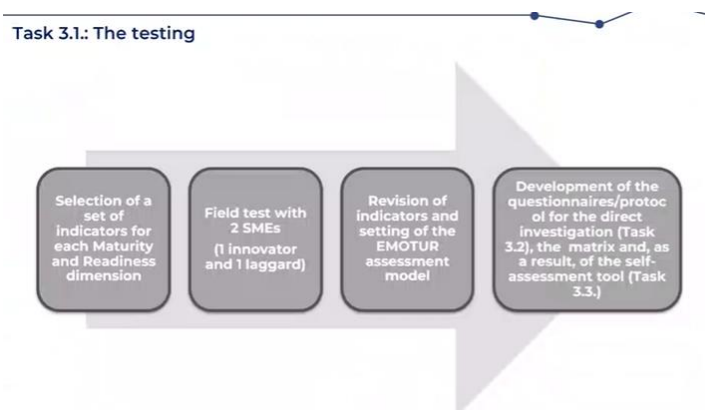 Task 3.1.: The testing
Selection of a
set of
indicators for
each Maturity
and Readiness
dimension
Field test with
2 SMEs
(1 innovator
and 1 laggard)
Revision of
indicators and
setting of the
EMOTUR
assessment
model
Development of the
questionnaires/protoc
ol for the direct
investigation (Task
3.2), the matrix and, as
a result, of the self-
assessment tool (Task
3.3.)